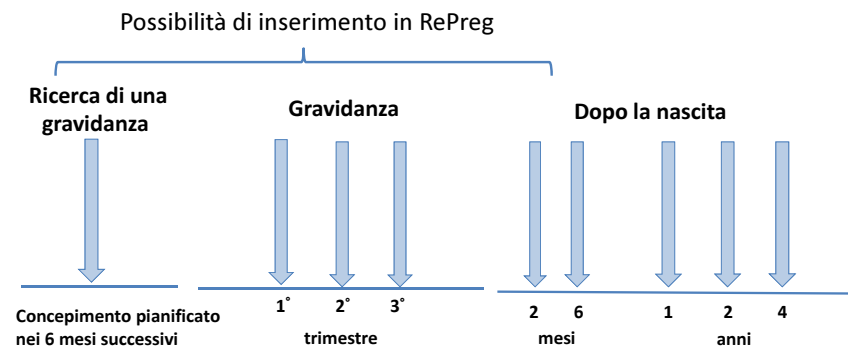 Possibilità di inserimento in RePreg
Ricerca di una
gravidanza
Gravidanza
Dopo la nascita
1° 2° 3°
trimestre
2 6
mesi
1 2 4
anni
Concepimento pianificato
nei 6 mesi successivi